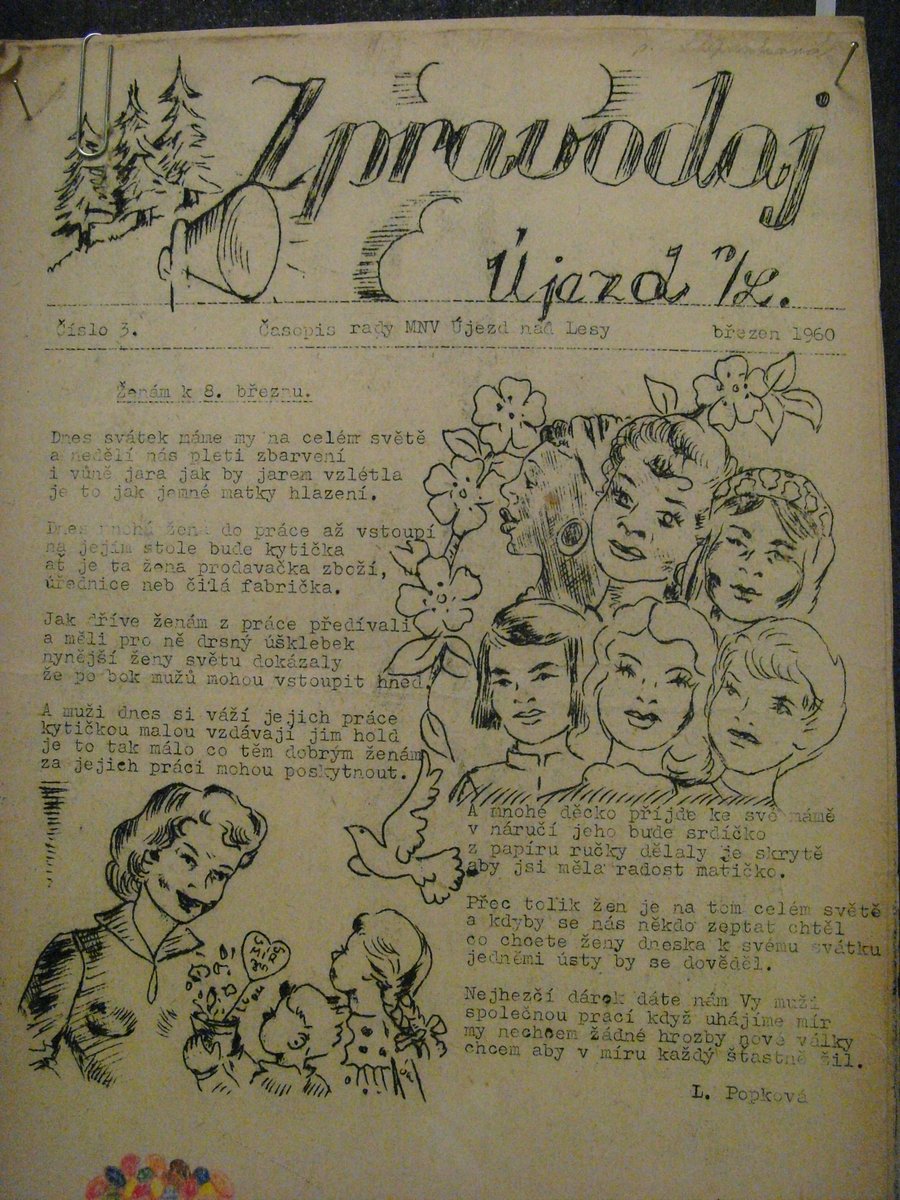 Zpravodaj
Újezd n/L.
Číslo 3.
Časopis rady MNV Újezd nad Lesy
březen 1960
Ženám k 8. březnu.
Dnes svátek máme my na celém světě
a nedělí nás pleti zbarvení
i vůně jara jak by jarem vzlétla
je to jak jemné matky hlazení.
Dnes mnohá žena do práce až vstoupí
na jejím stole bude kytička
ať je ta žena prodavačka zboží,
úřednice neb čilá fabrička.
Jak dříve ženám z práce předívali
a měli pro ně drsný úšklebek
nynější ženy světu dokázaly
že po bok mužů mohou vstoupit hned.
A muži dnes si váží jejich práce
kytičkou malou vzdávají jim hold
je to tak málo co těm dobrým ženám
za jejich práci mohou poskytnout.
A mnohé děcko příjde ke své mámě
v náručí jeho bude srdíčko
z papíru ručky dělaly je skrytě
aby jsi měla radost matičko.
Přec tolik žen je na tom celém světě
a kdyby se nás někdo zeptat chtěl
co chcete ženy dneska k svému svátku
jedněmi ústy by se dověděl.
Nejhezčí dárek dáte nám Vy muži
společnou prací když uhájíme mír
my nechcem žádné hrozby nové války
chcem aby v míru každý šťastně žil.
L. Popková